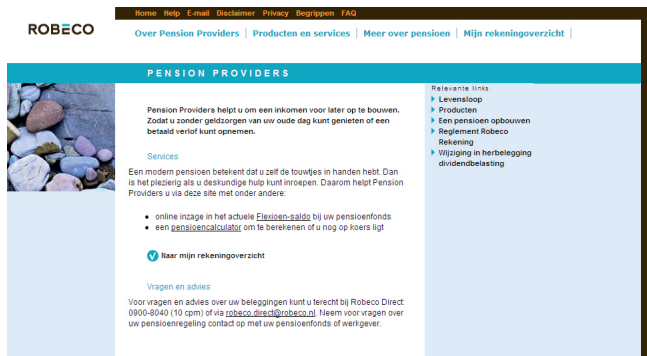 Home Help E-mail Disclaimer Privacy Begrippen FAQ
ROBECO
Over Pension Providers | Producten en services | Meer over pensioen | Mijn rekeningoverzicht |
PENSION PROVIDERS
Pension Providers helpt u om een inkomen voor later op te bouwen.
Zodat u zonder geldzorgen van uw oude dag kunt genieten of een
betaald verlof kunt opnemen.
Services
Een modern pensioen betekent dat u zelf de touwtjes in handen hebt. Dan
is het plezierig als u deskundige hulp kunt inroepen. Daarom helpt Pension
Providers u via deze site met onder andere:
• online inzage in het actuele Flexioen-saldo bij uw pensioenfonds
• een pensioencalculator om te berekenen of u nog op koers ligt
Naar mijn rekeningoverzicht
Vragen en advies
Voor vragen en advies over uw beleggingen kunt u terecht bij Robeco Direct:
0900-8040 (10 cpm) of via robeco.direct@robeco.nl. Neem voor vragen over
uw pensioenregeling contact op met uw pensioenfonds of werkgever.
Relevante links
Levensloop
Producten
Een pensioen opbouwen
Reglement Robeco
Rekening
Wijziging in herbelegging
dividendbelasting